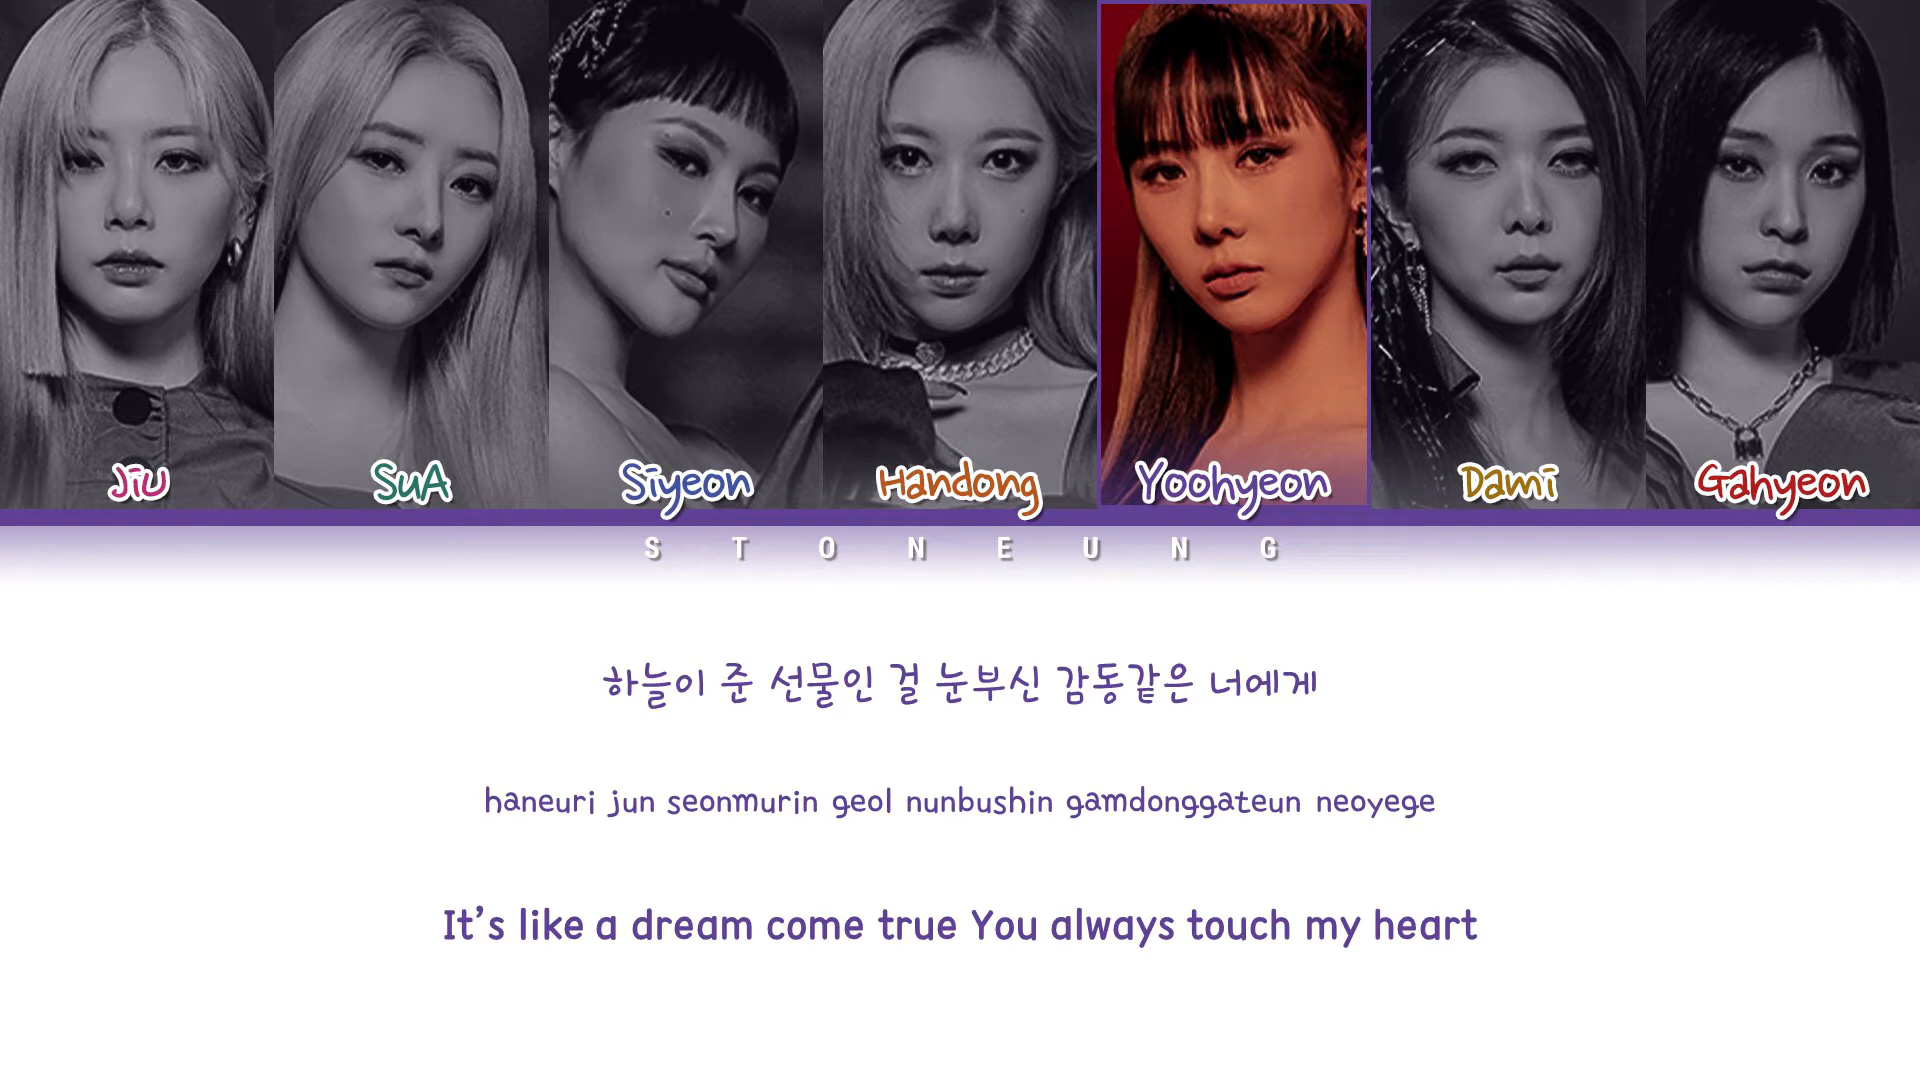 Jiu SuA Siyeon Handong Yoohyeon Dami Gahyeon
STONEUNG
하늘이 준 선물인 걸 눈부신 감동같은 너에게
haneuri jun seonmurin geol nunbushin gamdonggateun neoyege
It's like a dream come true You always touch my heart